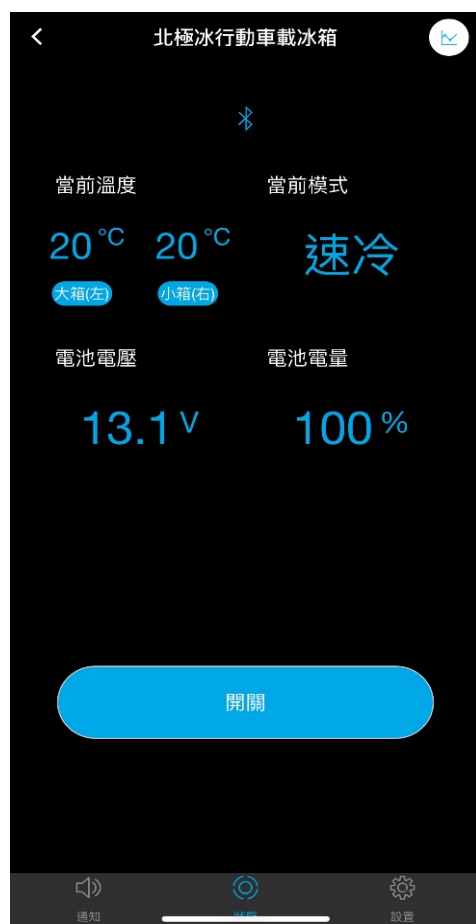 北極冰行動車載冰箱
當前溫度 當前模式
20°C 20°C 速冷
大箱(左) 小箱(右)
電池電壓 電池電量
13.1 V 100 %
開關
通知 設置